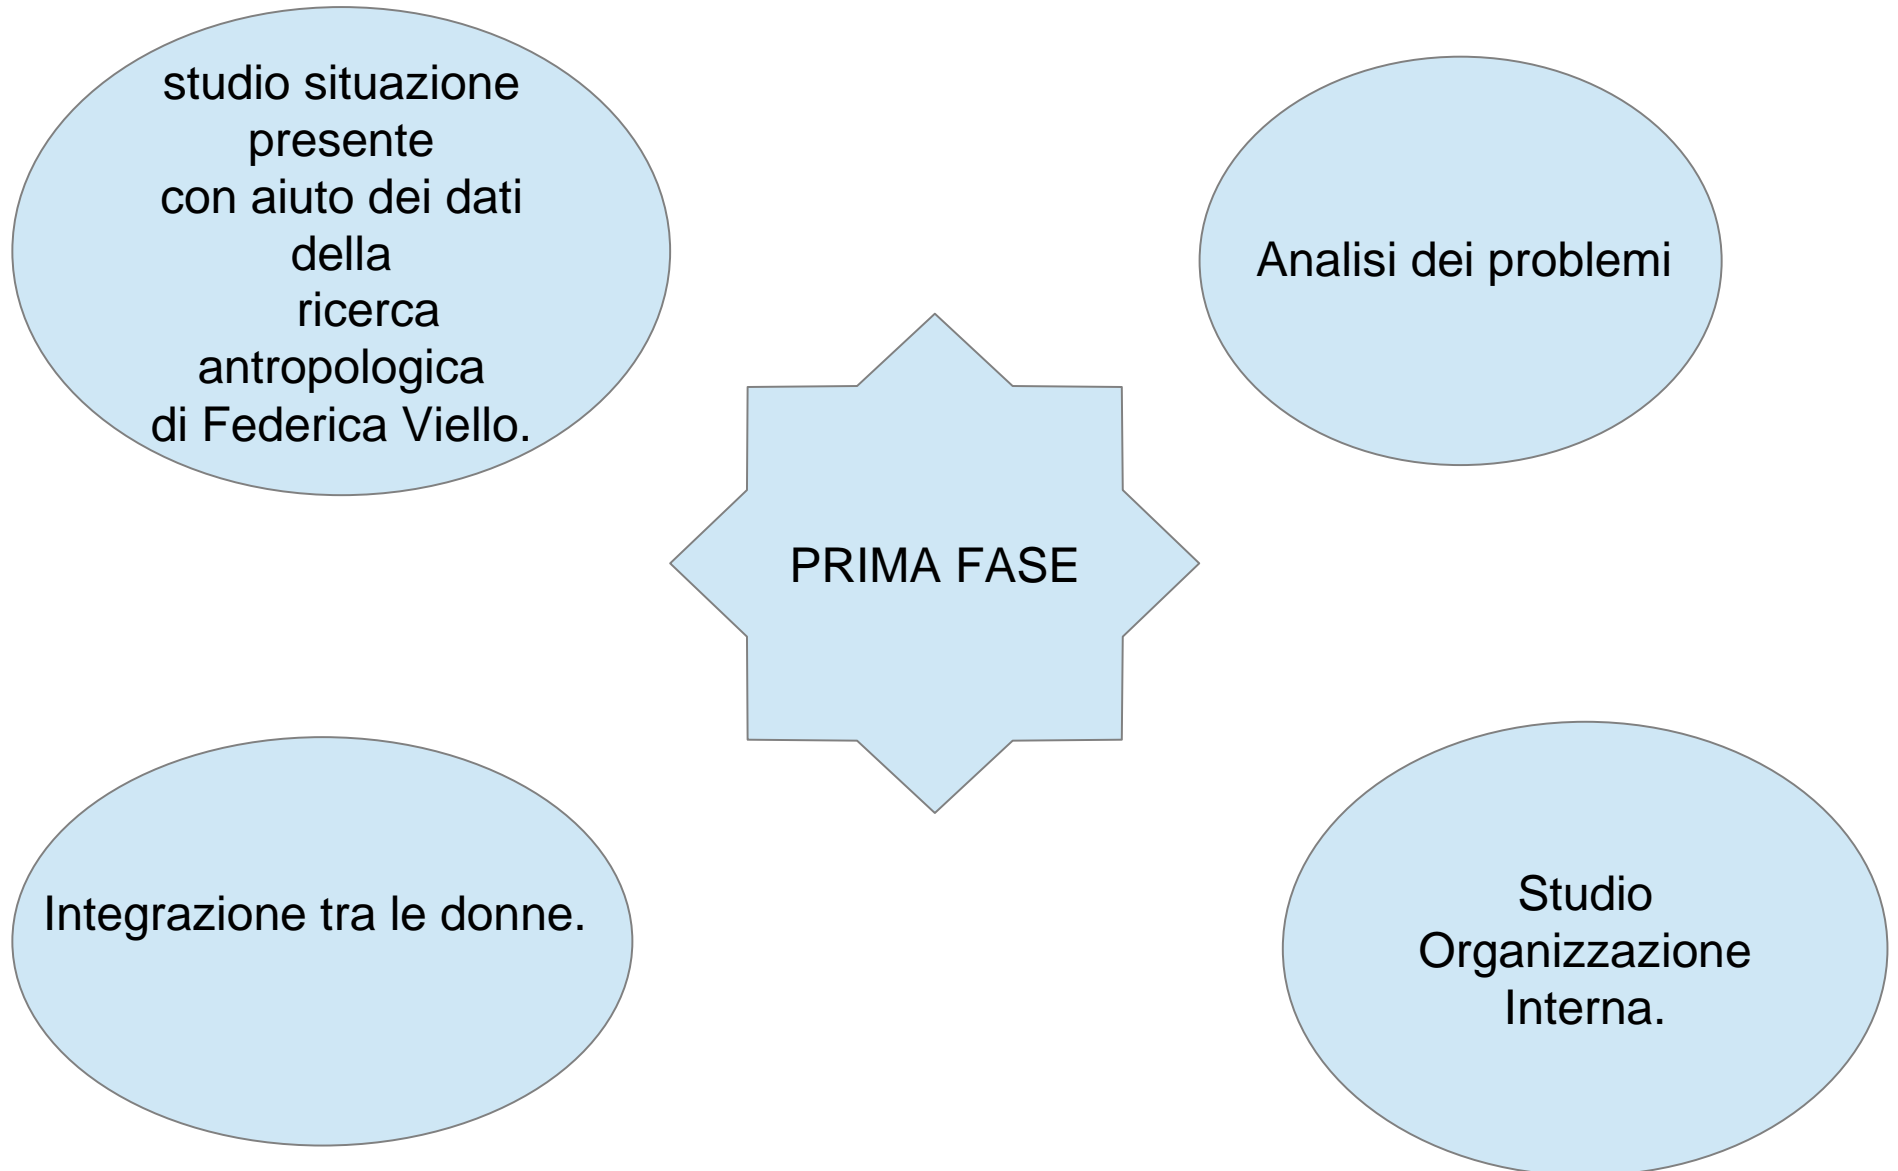 studio situazione
presente
con aiuto dei dati
della
ricerca
antropologica
di Federica Viello.
Analisi dei problemi
PRIMA FASE
Integrazione tra le donne.
Studio
Organizzazione
Interna.